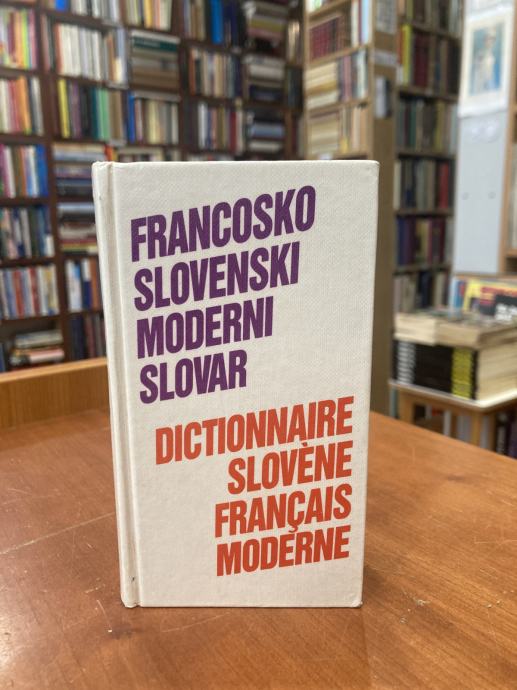 FRANCOSKO
SLOVENSKI
MODERNI
SLOVAR
DICTIONNAIRE
SLOVÈNE
FRANÇAIS
MODERNE